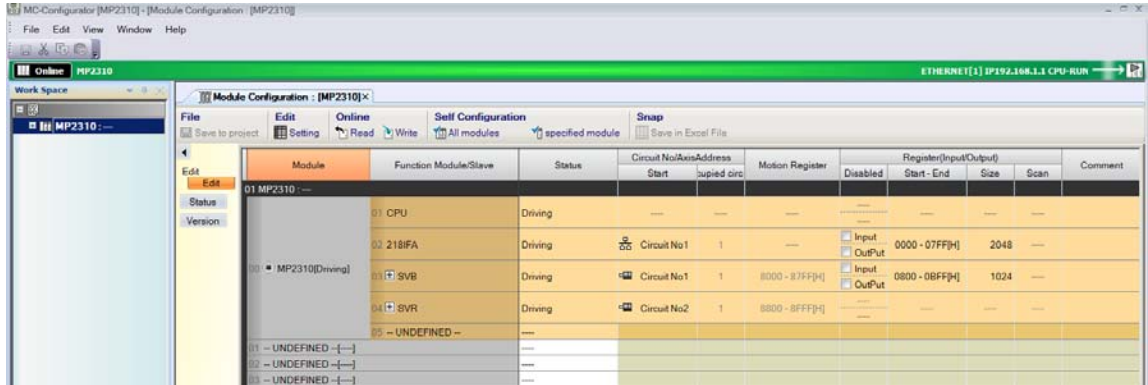 MC-Configurator [MP2310] - [Module Configuration : [MP2310]]
File Edit View Window Help
Online MP2310 ETHERNET[1] IP192.168.1.1 CPU-RUN
Work Space
Module Configuration : [MP2310]
MP2310 : ---
File Edit Online Self Configuration Snap
Save to project Setting Read Write All modules specified module Save in Excel File
Edit
Edit
Status
Version
Module Function Module/Slave Status Circuit No/AxisAddress Motion Register Register(Input/Output) Comment
Start cupied circ Disabled Start - End Size Scan
01 MP2310 : ---
00 MP2310[Driving]
01 CPU Driving ---- ---- ---- ---- ---- ---- ----
02 218IFA Driving Circuit No1 1 ---- Input OutPut 0000 - 07FF[H] 2048 ----
03 SVB Driving Circuit No1 1 8000 - 87FF[H] Input OutPut 0800 - 0BFF[H] 1024 ----
04 SVR Driving Circuit No2 1 8800 - 8FFF[H] ---- ---- ---- ----
05 -- UNDEFINED -- ----
01 -- UNDEFINED --[----] ----
02 -- UNDEFINED --[----] ----
03 -- UNDEFINED --[----] ----